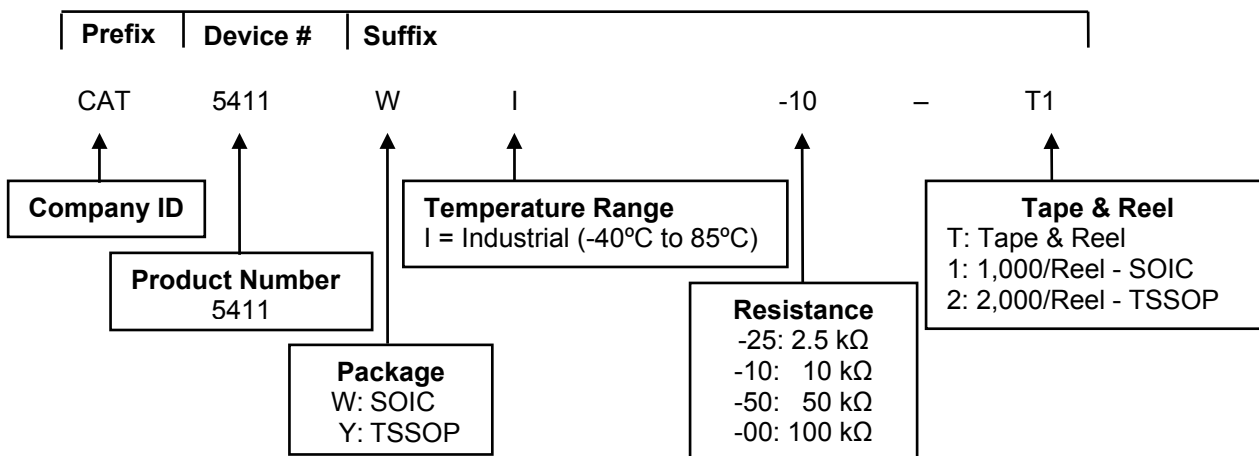 Prefix Device # Suffix
CAT 5411 W I -10 – T1
Company ID
Product Number
5411
Package
W: SOIC
Y: TSSOP
Temperature Range
I = Industrial (-40ºC to 85ºC)
Resistance
-25: 2.5 kΩ
-10: 10 kΩ
-50: 50 kΩ
-00: 100 kΩ
Tape & Reel
T: Tape & Reel
1: 1,000/Reel - SOIC
2: 2,000/Reel - TSSOP